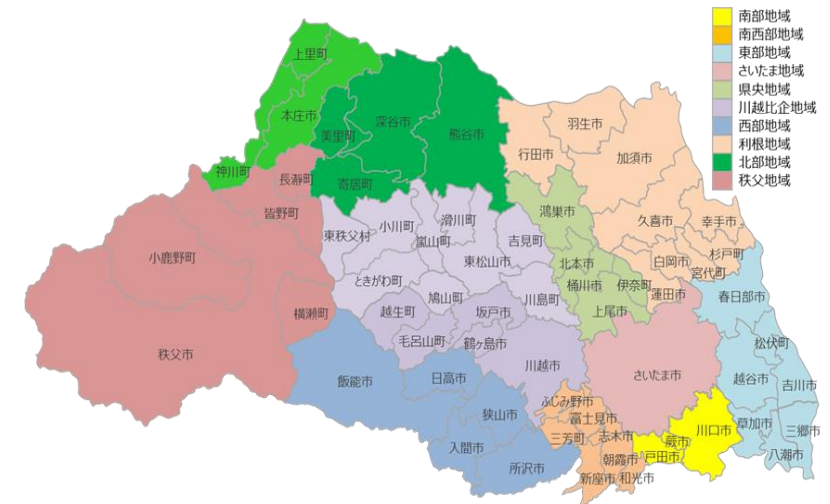 南部地域
南西部地域
東部地域
さいたま地域
県央地域
川越比企地域
西部地域
利根地域
北部地域
秩父地域
上里町
本庄市
美里町
深谷市
熊谷市
神川町
長瀞町
寄居町
皆野町
小鹿野町
秩父市
横瀬町
行田市
羽生市
加須市
久喜市
幸手市
杉戸町
白岡市
宮代町
蓮田市
鴻巣市
北本市
桶川市
伊奈町
上尾市
東秩父村
小川町
滑川町
嵐山町
吉見町
東松山市
ときがわ町
鳩山町
川島町
越生町
坂戸市
毛呂山町
鶴ヶ島市
川越市
飯能市
日高市
狭山市
入間市
所沢市
さいたま市
春日部市
松伏町
越谷市
吉川市
草加市
三郷市
八潮市
ふじみ野市
富士見市
三芳町
志木市
朝霞市
新座市
和光市
川口市
蕨市
戸田市